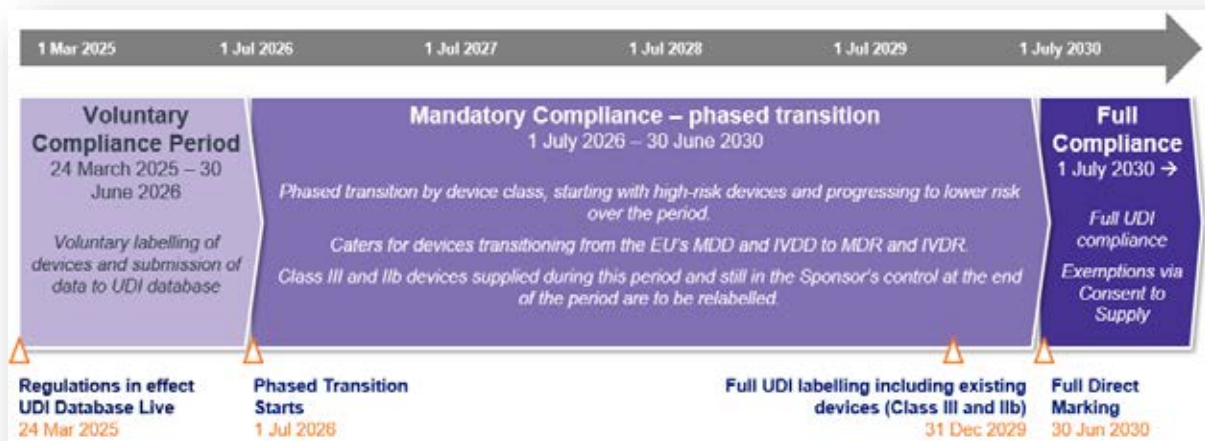 1 Mar 2025 1 Jul 2026 1 Jul 2027 1 Jul 2028 1 Jul 2029 1 July 2030
Voluntary
Compliance Period
24 March 2025 – 30
June 2026
Voluntary labelling of
devices and submission of
data to UDI database
Mandatory Compliance – phased transition
1 July 2026 – 30 June 2030
Phased transition by device class, starting with high-risk devices and progressing to lower risk
over the period.
Caters for devices transitioning from the EU's MDD and IVDD to MDR and IVDR.
Class III and IIb devices supplied during this period and still in the Sponsor's control at the end
of the period are to be relabelled.
Full
Compliance
1 July 2030 →
Full UDI
compliance
Exemptions via
Consent to
Supply
Regulations in effect
UDI Database Live
24 Mar 2025
Phased Transition
Starts
1 Jul 2026
Full UDI labelling including existing
devices (Class III and IIb)
31 Dec 2029
Full Direct
Marking
30 Jun 2030